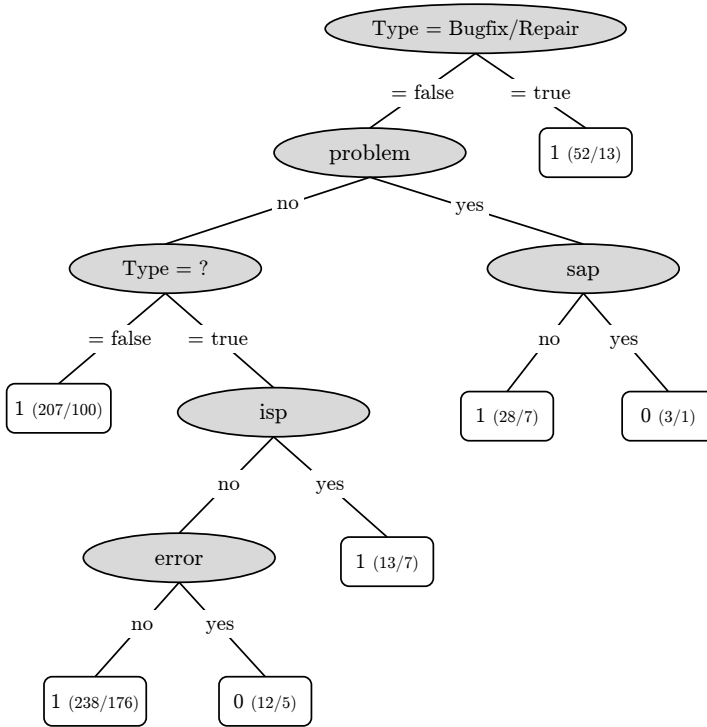 Type = Bugfix/Repair
= false
= true
problem
1 (52/13)
no
yes
Type = ?
sap
= false
= true
no
yes
1 (207/100)
isp
1 (28/7)
0 (3/1)
no
yes
error
1 (13/7)
no
yes
1 (238/176)
0 (12/5)